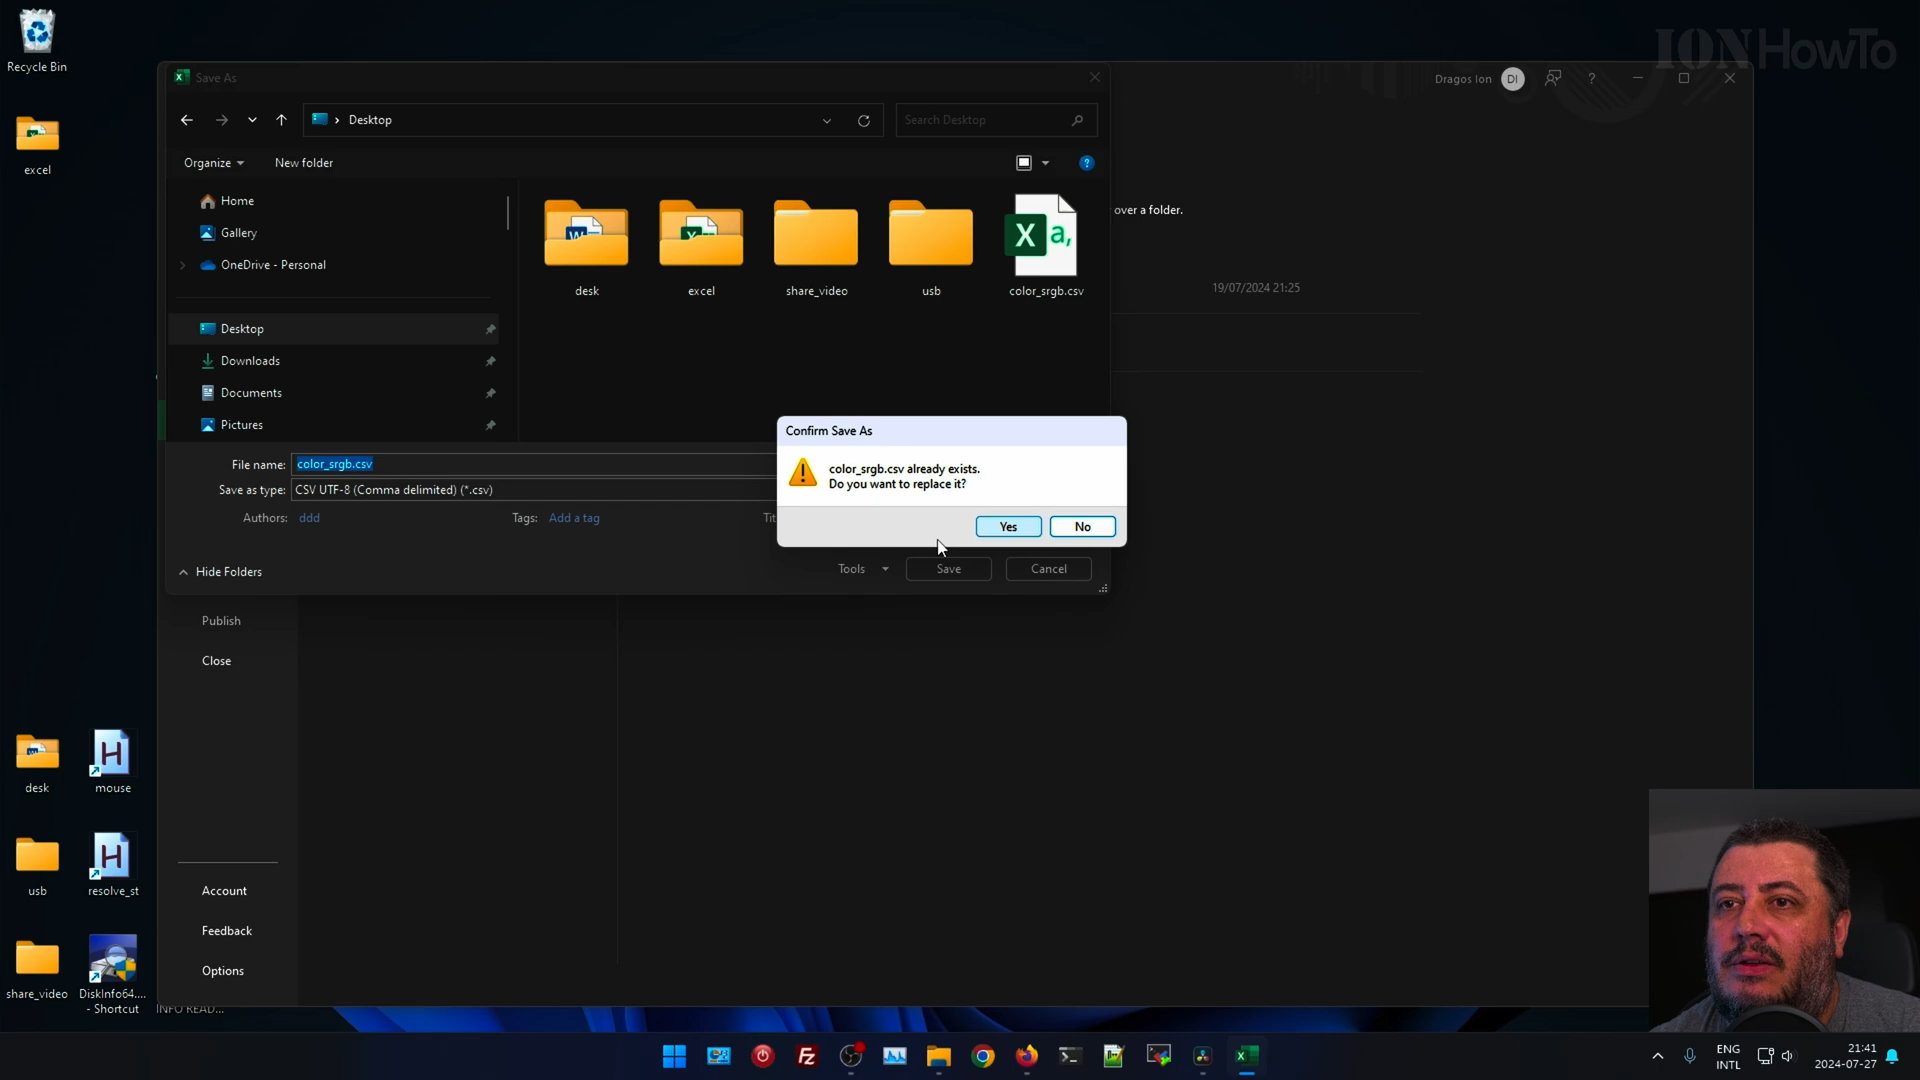 IONHowTo
Recycle Bin
excel
Save As
Dragos Ion
DI
?
Desktop
Search Desktop
Organize
New folder
?
Home
Gallery
OneDrive - Personal
Desktop
Downloads
Documents
Pictures
desk
excel
share_video
usb
X
a,
color_srgb.csv
over a folder.
19/07/2024 21:25
File name:
color_srgb.csv
Save as type:
CSV UTF-8 (Comma delimited) (*.csv)
Authors:
ddd
Tags:
Add a tag
Tit
Confirm Save As
color_srgb.csv already exists.
Do you want to replace it?
Yes
No
Hide Folders
Tools
Save
Cancel
Publish
Close
Account
Feedback
Options
desk
mouse
usb
resolve_st
share_video
DiskInfo64....
- Shortcut
INFO READ...
ENG
INTL
21:41
2024-07-27